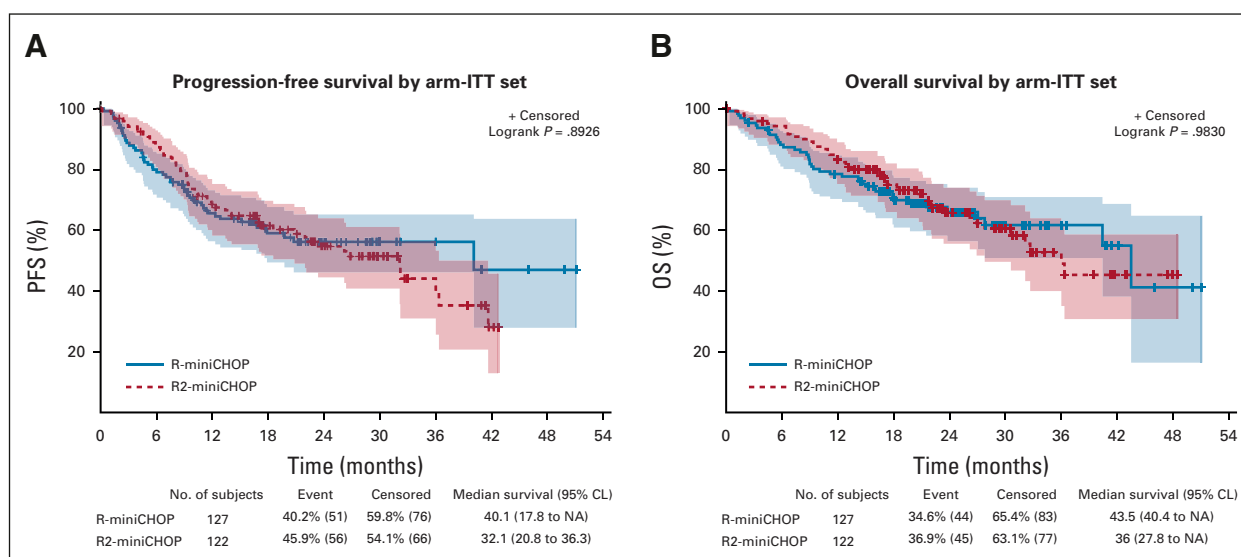 A
Progression-free survival by arm-ITT set
+ Censored
Logrank P = .8926
100
80
60
40
20
PFS (%)
R-miniCHOP
R2-miniCHOP
0 6 12 18 24 30 36 42 48 54
Time (months)
No. of subjects Event Censored Median survival (95% CL)
R-miniCHOP 127 40.2% (51) 59.8% (76) 40.1 (17.8 to NA)
R2-miniCHOP 122 45.9% (56) 54.1% (66) 32.1 (20.8 to 36.3)
B
Overall survival by arm-ITT set
+ Censored
Logrank P = .9830
100
80
60
40
20
OS (%)
R-miniCHOP
R2-miniCHOP
0 6 12 18 24 30 36 42 48 54
Time (months)
No. of subjects Event Censored Median survival (95% CL)
R-miniCHOP 127 34.6% (44) 65.4% (83) 43.5 (40.4 to NA)
R2-miniCHOP 122 36.9% (45) 63.1% (77) 36 (27.8 to NA)